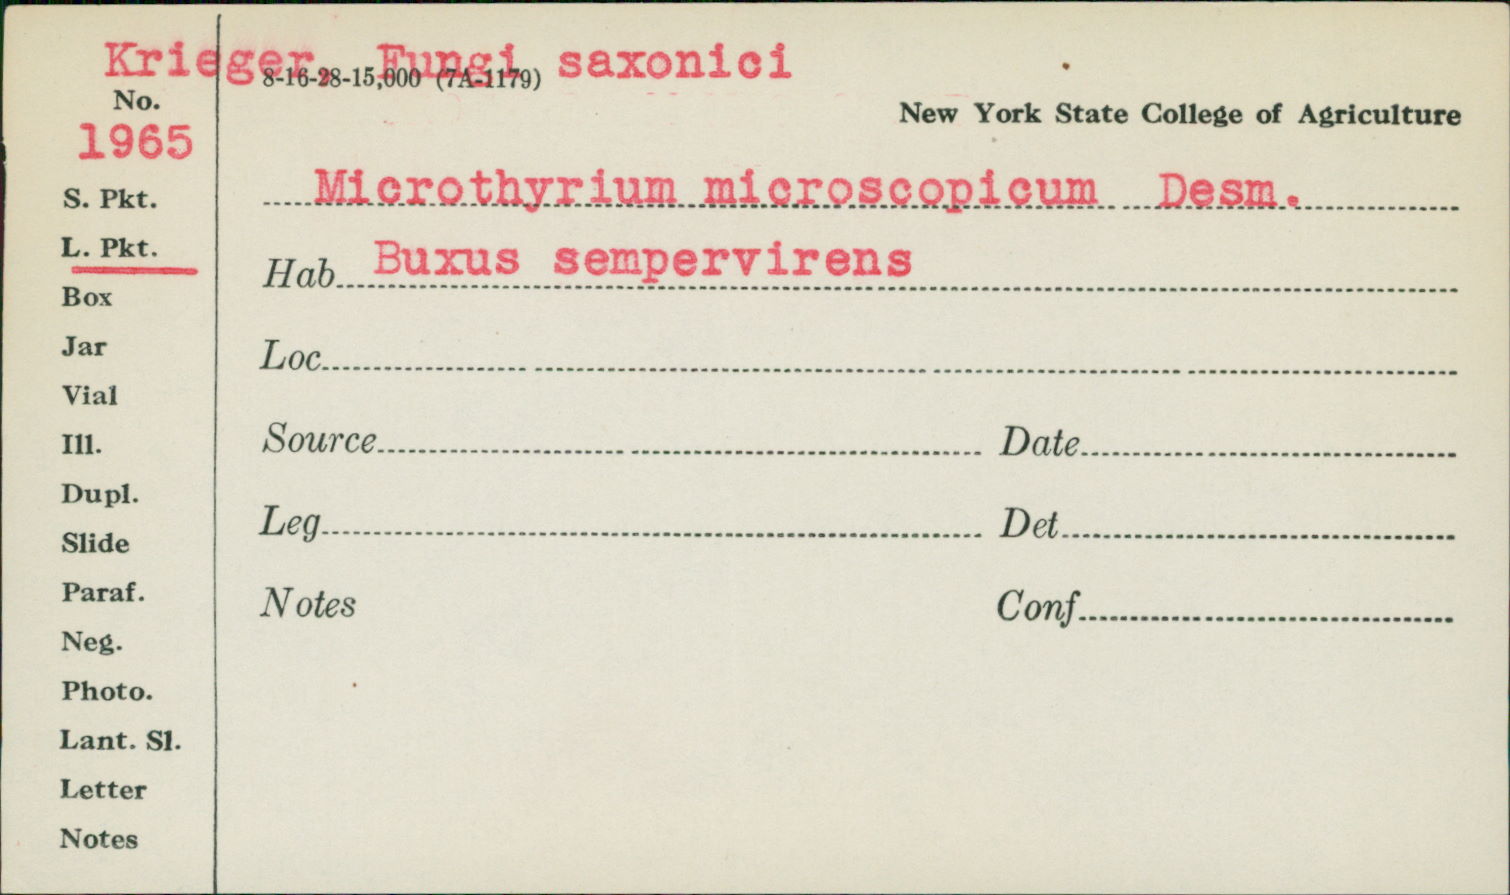 Krieger, Fungi saxonici
8-16-28-15,000 (7A-1179)
No.
New York State College of Agriculture
1965
S. Pkt.
Microthyrium microscopicum Desm.
L. Pkt.
Hab. Buxus sempervirens
Box
Jar
Loc.
Vial
Ill.
Source Date
Dupl.
Slide
Leg. Det.
Paraf.
Notes Conf.
Neg.
Photo.
Lant. Sl.
Letter
Notes